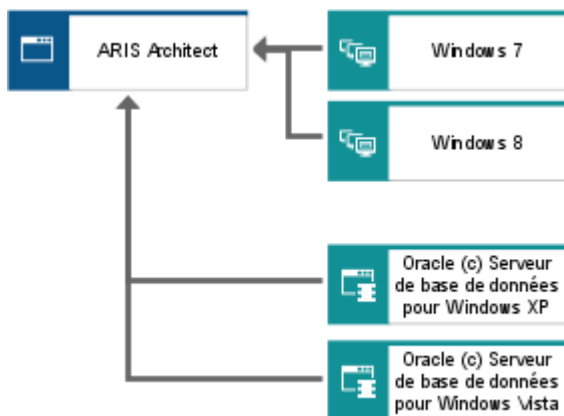 ARIS Architect
Windows 7
Windows 8
Oracle (c) Serveur
de base de données
pour Windows XP
Oracle (c) Serveur
de base de données
pour Windows Vista